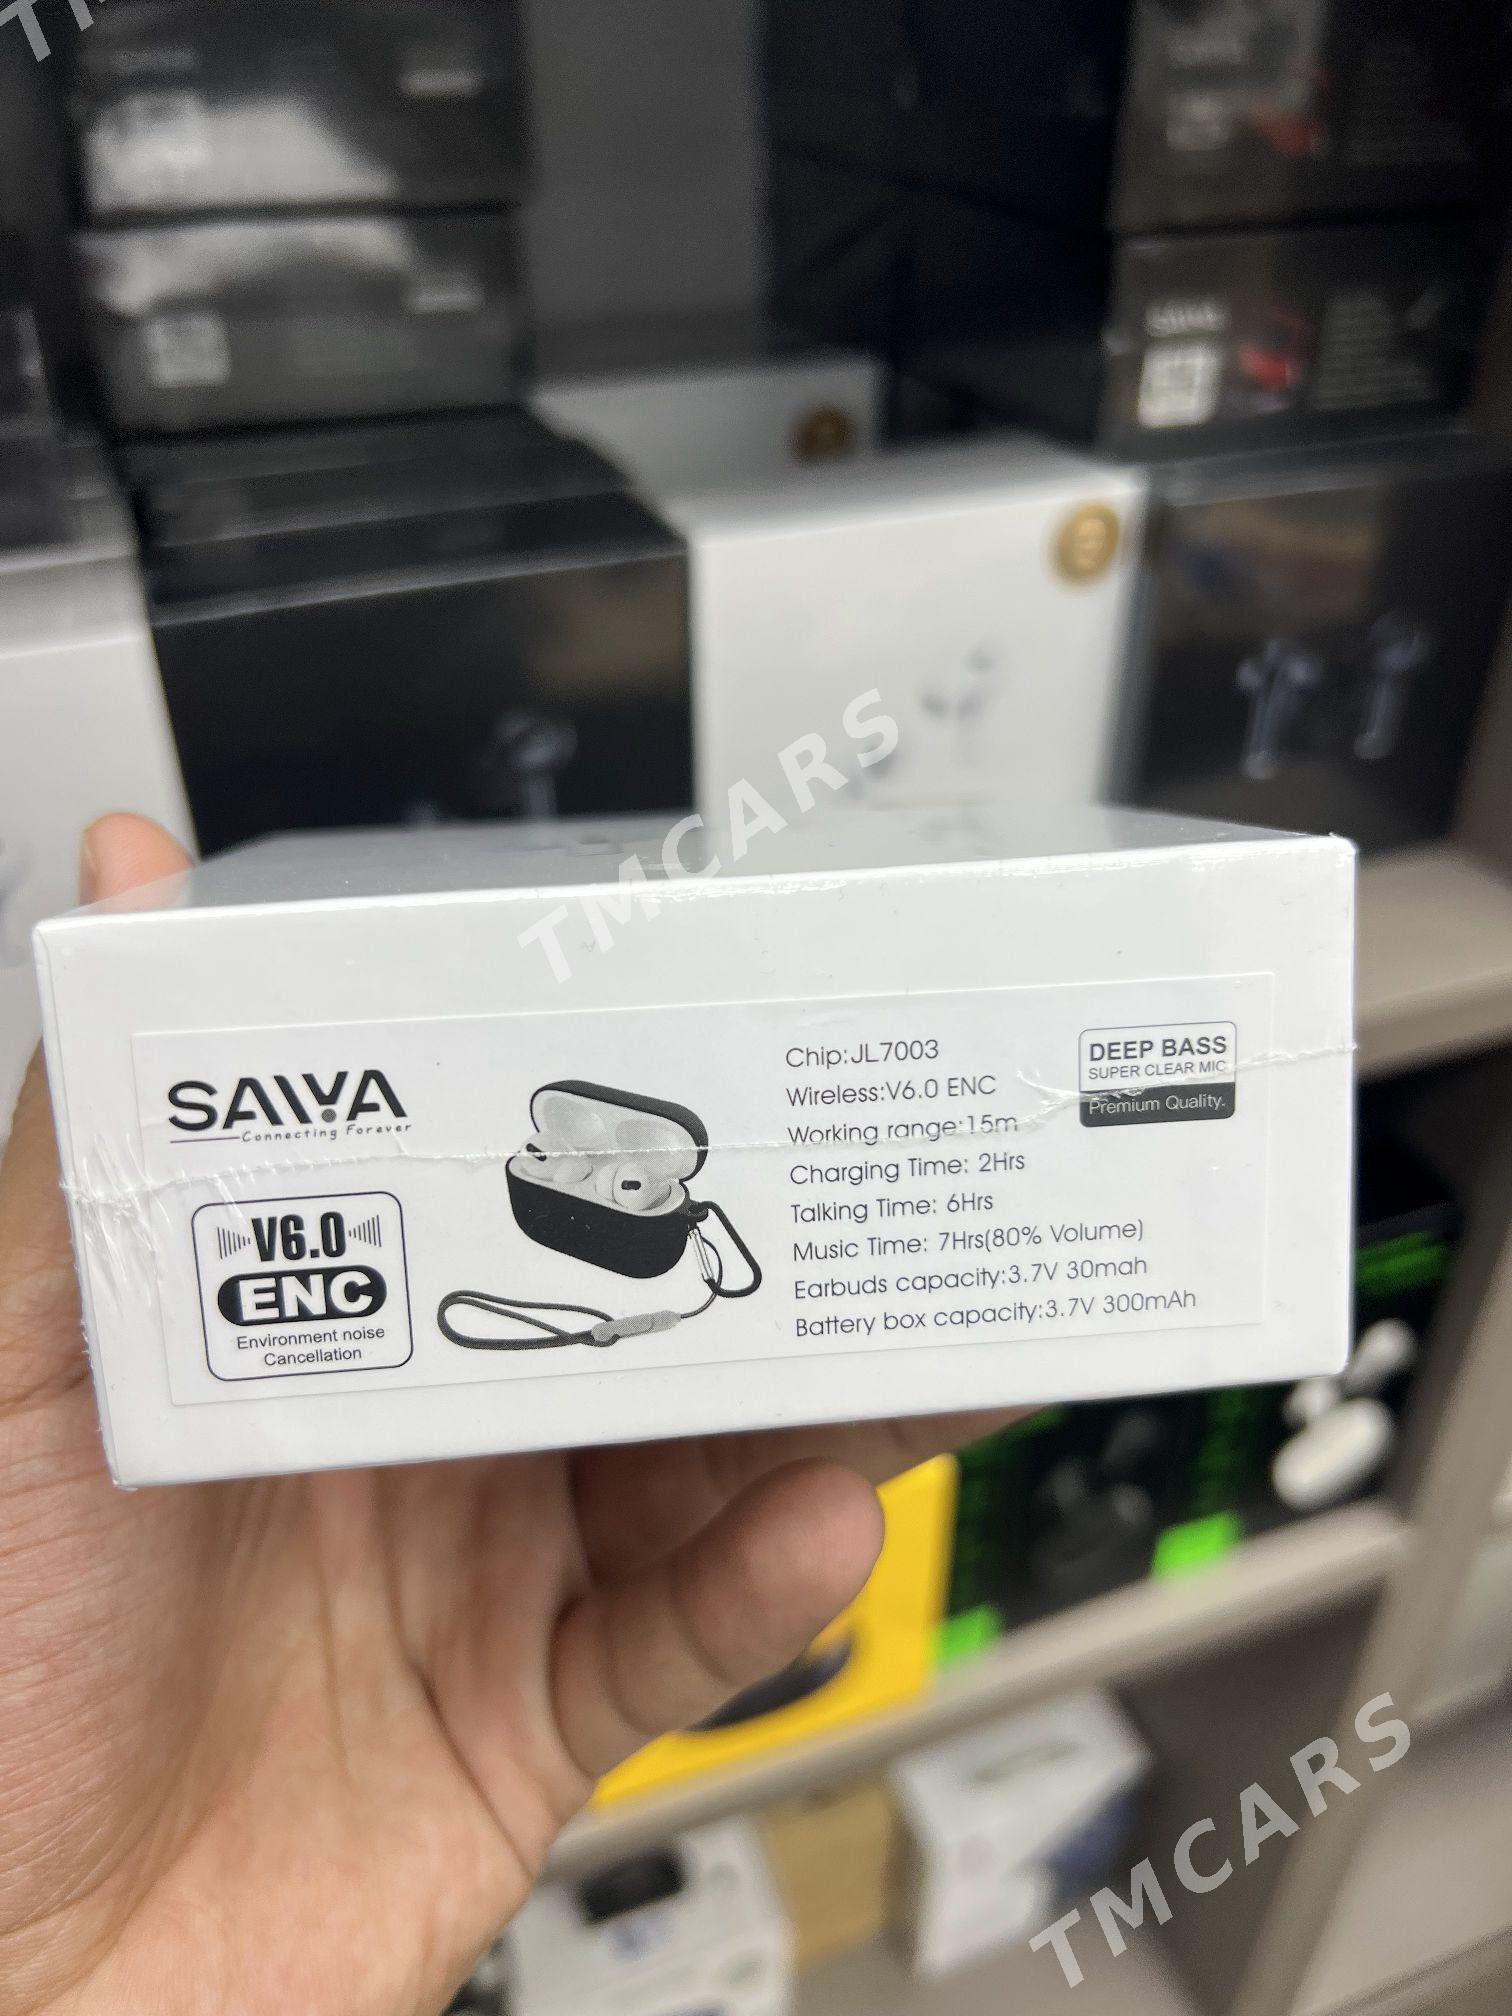 TMCARS
SAIYA
Connecting Forever
V6.0
ENC
Environment noise
Cancellation
Chip:JL7003
Wireless:V6.0 ENC
Working range:15m
Charging Time: 2Hrs
Talking Time: 6Hrs
Music Time: 7Hrs(80% Volume)
Earbuds capacity:3.7V 30mah
Battery box capacity:3.7V 300mAh
DEEP BASS
SUPER CLEAR MIC
Premium Quality.
TMCARS